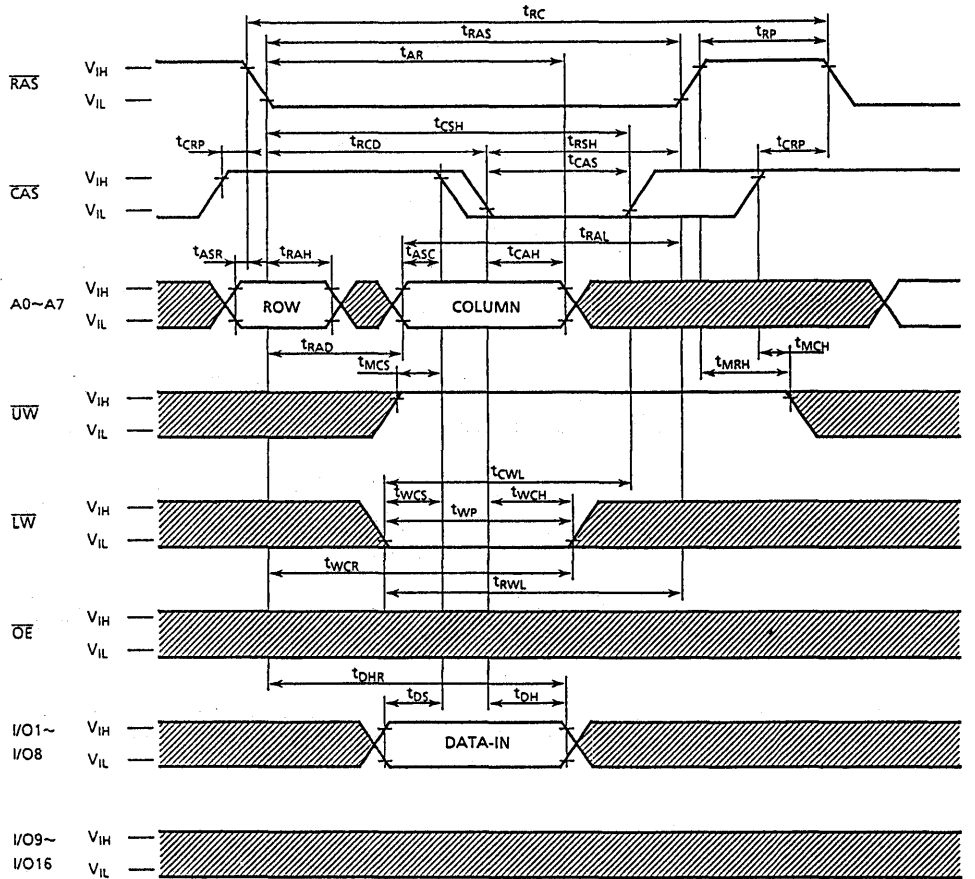 tRC
tRAS
tRP
tAR
RAS
VIH
VIL
tCSH
tCRP
tRCD
tRSH
tCRP
tCAS
CAS
VIH
VIL
tRAL
tASR
tRAH
tASC
tCAH
A0~A7
VIH
VIL
ROW
COLUMN
tRAD
tMCS
tMCH
tMRH
UW
VIH
VIL
tCWL
tWCS
tWCH
tWP
LW
VIH
VIL
tWCR
tRWL
OE
VIH
VIL
tDHR
tDS
tDH
I/O1~
I/O8
VIH
VIL
DATA-IN
I/O9~
I/O16
VIH
VIL